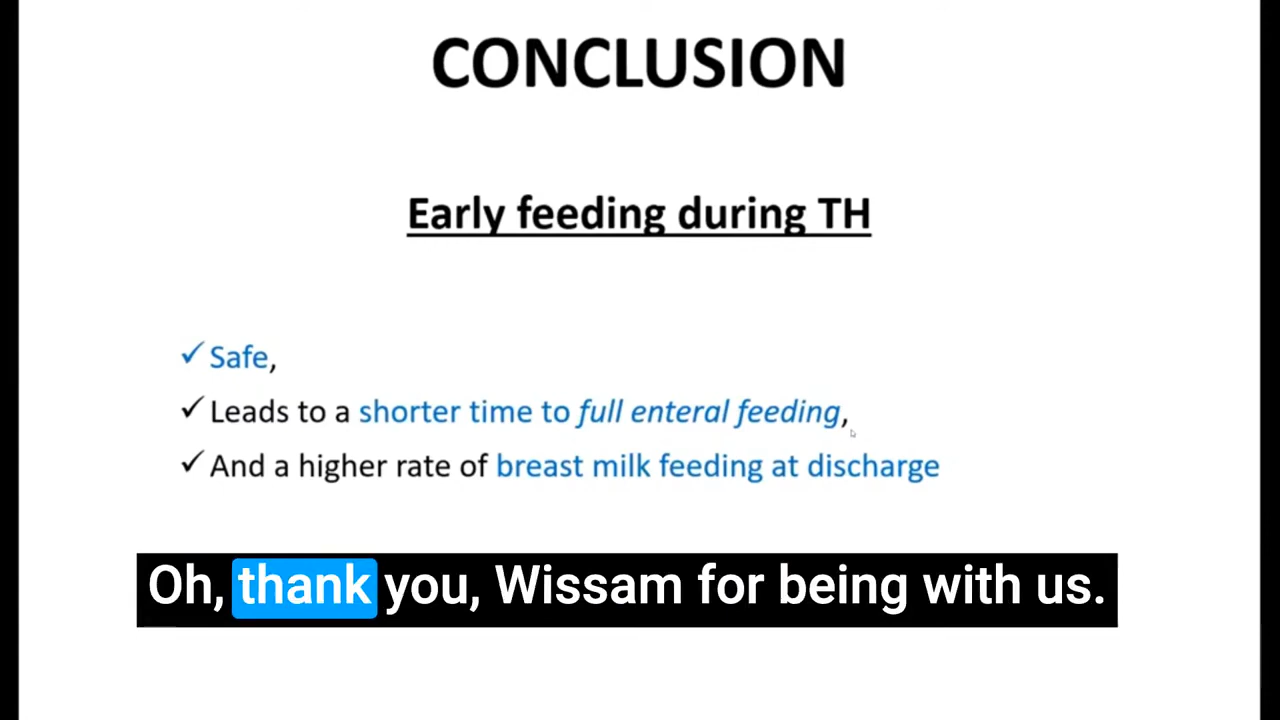 CONCLUSION
Early feeding during TH
✓ Safe,
✓ Leads to a shorter time to full enteral feeding,
✓ And a higher rate of breast milk feeding at discharge
Oh, thank you, Wissam for being with us.